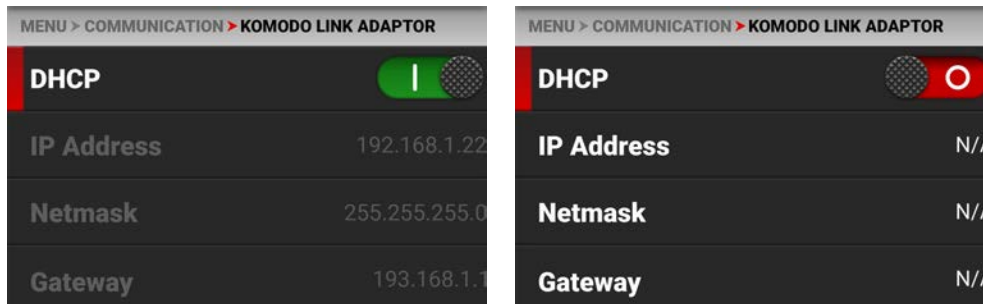 MENU > COMMUNICATION > KOMODO LINK ADAPTOR
DHCP
IP Address 192.168.1.22
Netmask 255.255.255.0
Gateway 193.168.1.1
MENU > COMMUNICATION > KOMODO LINK ADAPTOR
DHCP
IP Address N/
Netmask N/
Gateway N/